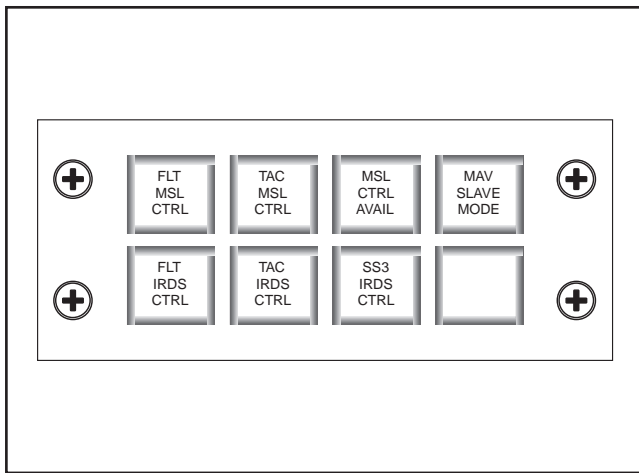 FLT
MSL
CTRL
TAC
MSL
CTRL
MSL
CTRL
AVAIL
MAV
SLAVE
MODE
FLT
IRDS
CTRL
TAC
IRDS
CTRL
SS3
IRDS
CTRL